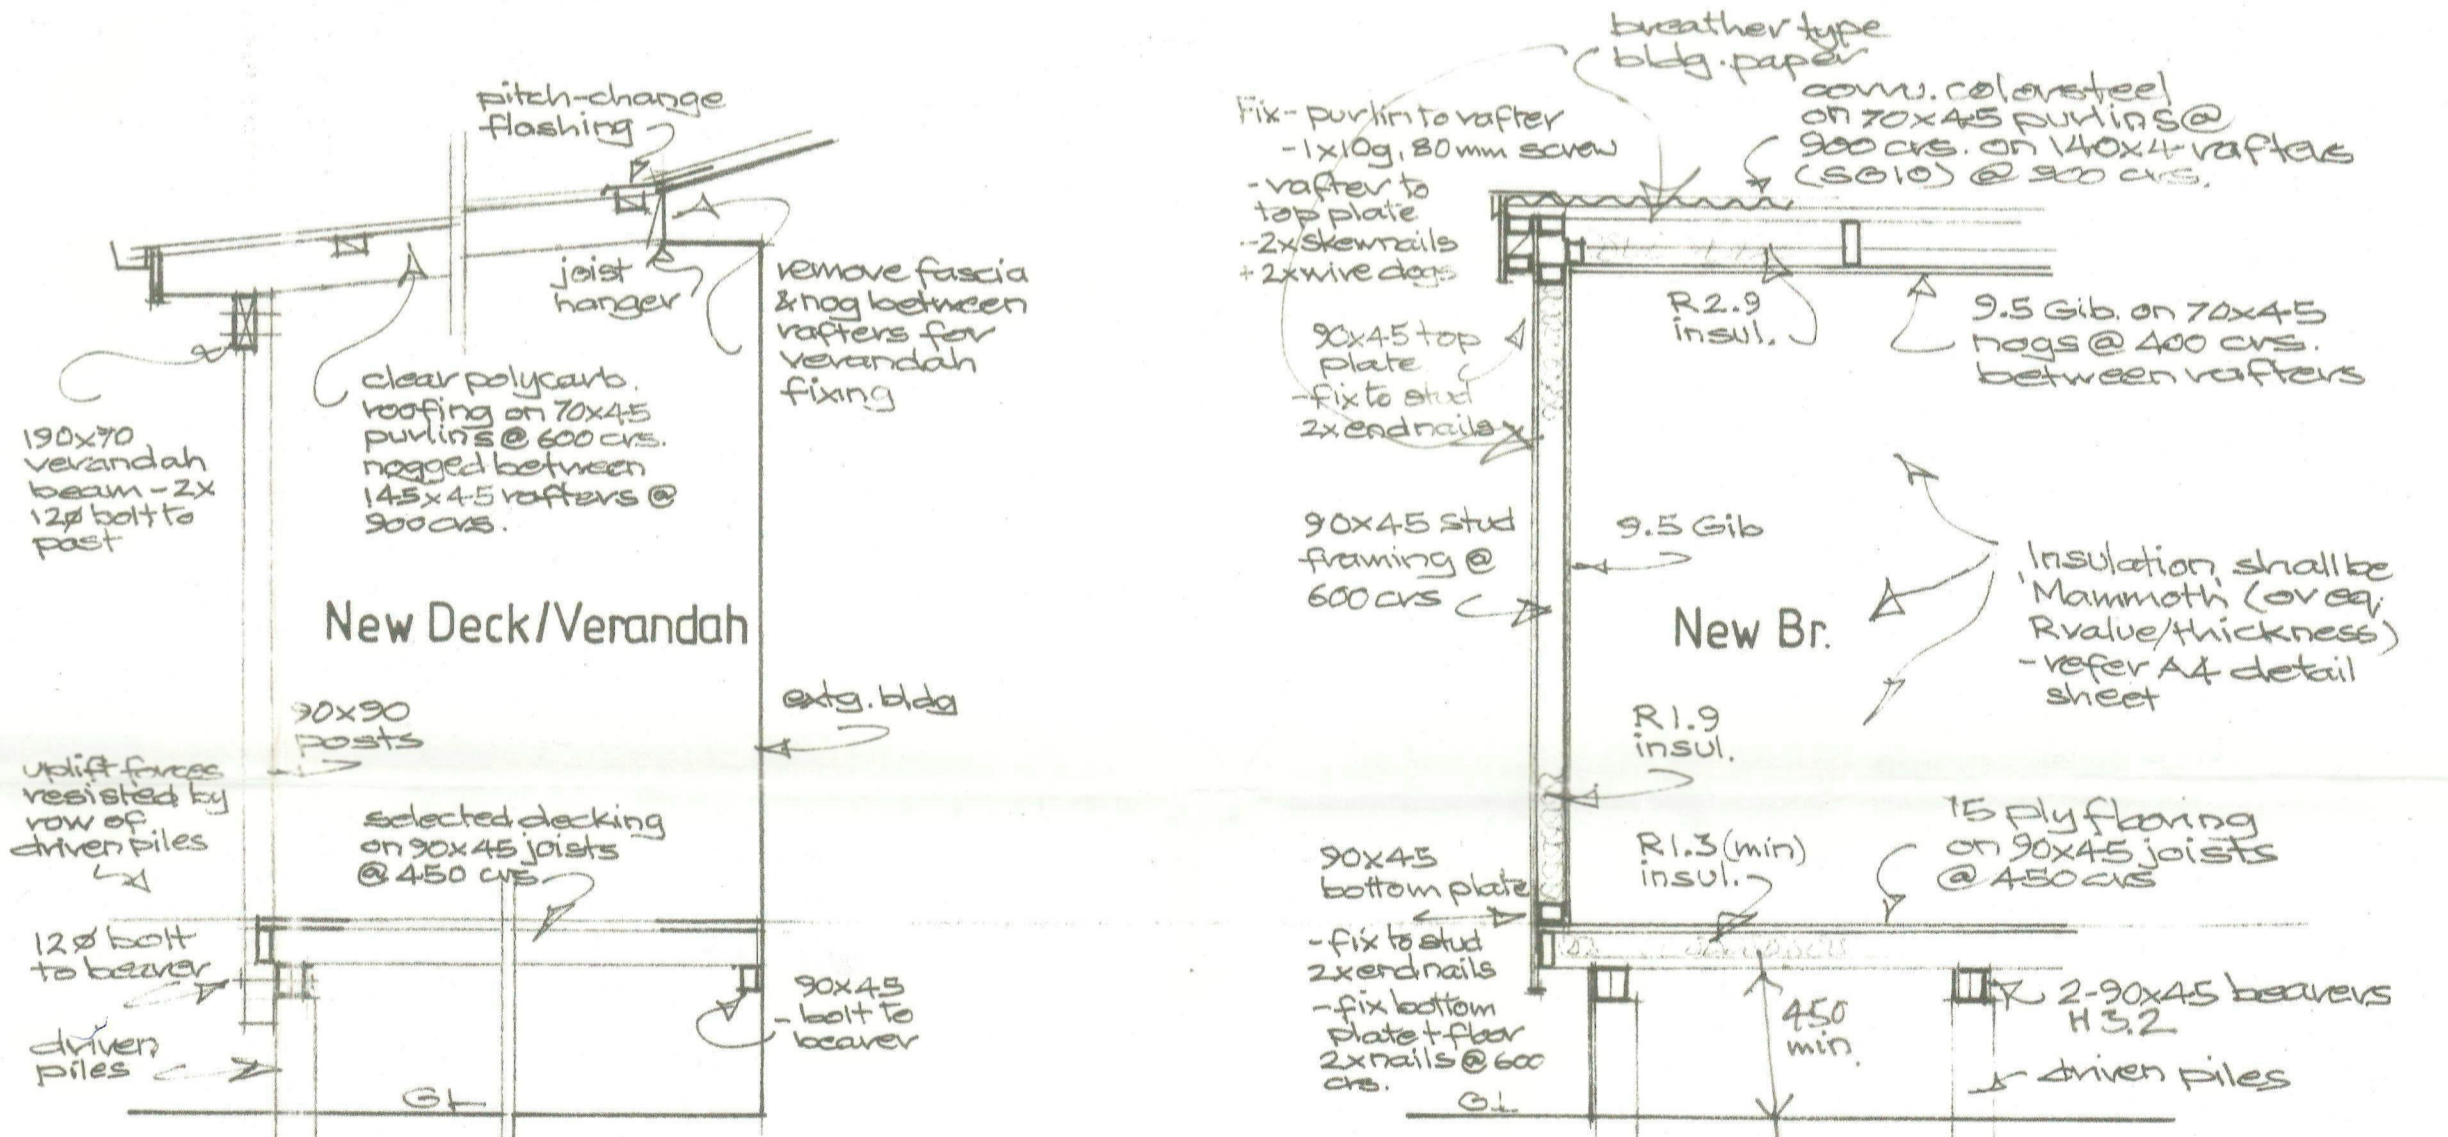 pitch-change
flashing
joist
hanger
remove fascia
& nog between
rafters for
verandah
fixing
190x70
verandah
beam - 2x
12ø bolt to
post
clear polycarb.
roofing on 70x45
purlins @ 600 crs.
nogged between
145x45 rafters @
900 crs.
New Deck/Verandah
90x90
posts
extg. bldg
uplift forces
resisted by
row of
driven piles
selected decking
on 90x45 joists
@ 450 crs
12ø bolt
to bearer
90x45
- bolt to
bearer
driven
piles
GL
breather type
bldg. paper
Fix - purlin to rafter
- 1x10g, 80mm screw
- rafter to
top plate
- 2x skewnails
+ 2x wire dogs
corru. colorsteel
on 70x45 purlins @
900 crs. on 140x4 rafters
(SG10) @ 900 crs.
90x45 top
plate
- fix to stud
2x endnails
R2.9
insul.
9.5 Gib. on 70x45
nogs @ 400 crs.
between rafters
90x45 stud
framing @
600 crs
9.5 Gib
New Br.
Insulation shall be
'Mammoth' (or eq.
Rvalue/thickness)
- refer A4 detail
sheet
R1.9
insul.
R1.3 (min)
insul.
15 ply flooring
on 90x45 joists
@ 450 crs
90x45
bottom plate
- fix to stud
2x endnails
- fix bottom
plate + floor
2x nails @ 600
crs.
450
min.
2-90x45 bearers
H3.2
driven piles
GL